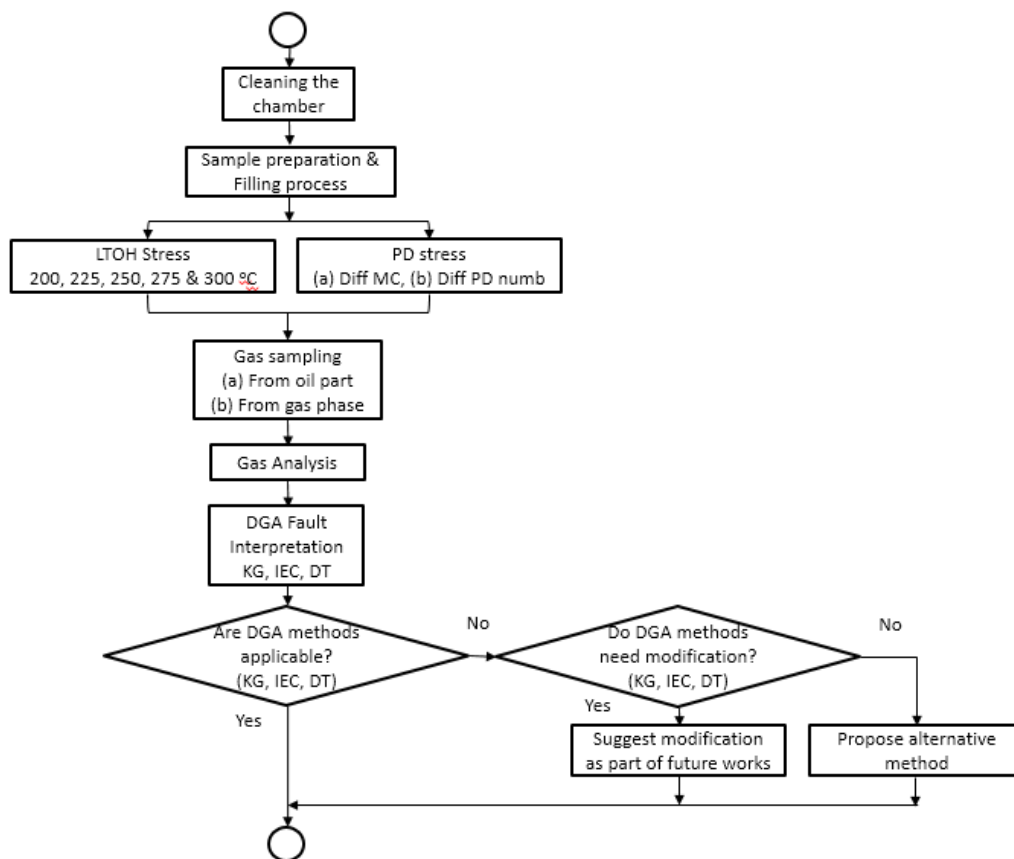 Cleaning the
chamber
Sample preparation &
Filling process
LTOH Stress
200, 225, 250, 275 & 300 °C
PD stress
(a) Diff MC, (b) Diff PD numb
Gas sampling
(a) From oil part
(b) From gas phase
Gas Analysis
DGA Fault
Interpretation
KG, IEC, DT
Are DGA methods
applicable?
(KG, IEC, DT)
No
Yes
Do DGA methods
need modification?
(KG, IEC, DT)
No
Yes
Suggest modification
as part of future works
Propose alternative
method